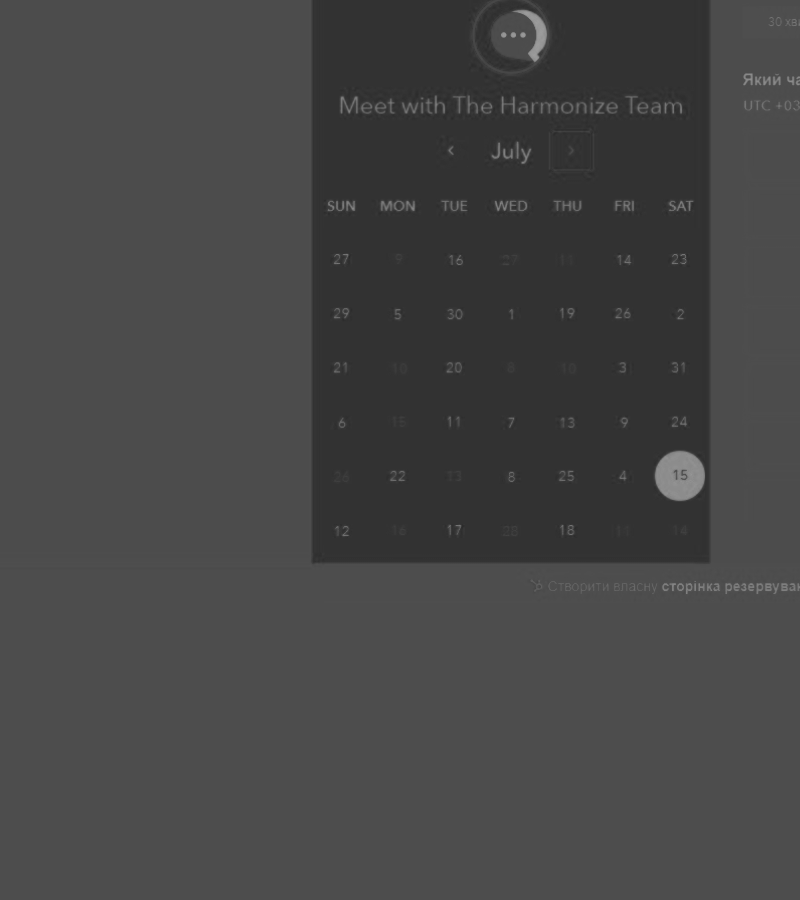 30 хв
Який ча
UTC +03
Meet with The Harmonize Team
July
SUN MON TUE WED THU FRI SAT
27 9 16 27 11 14 23
29 5 30 1 19 26 2
21 10 20 8 10 3 31
6 15 11 7 13 9 24
26 22 13 8 25 4 15
12 16 17 28 18 11 14
Створити власну сторінка резервуван